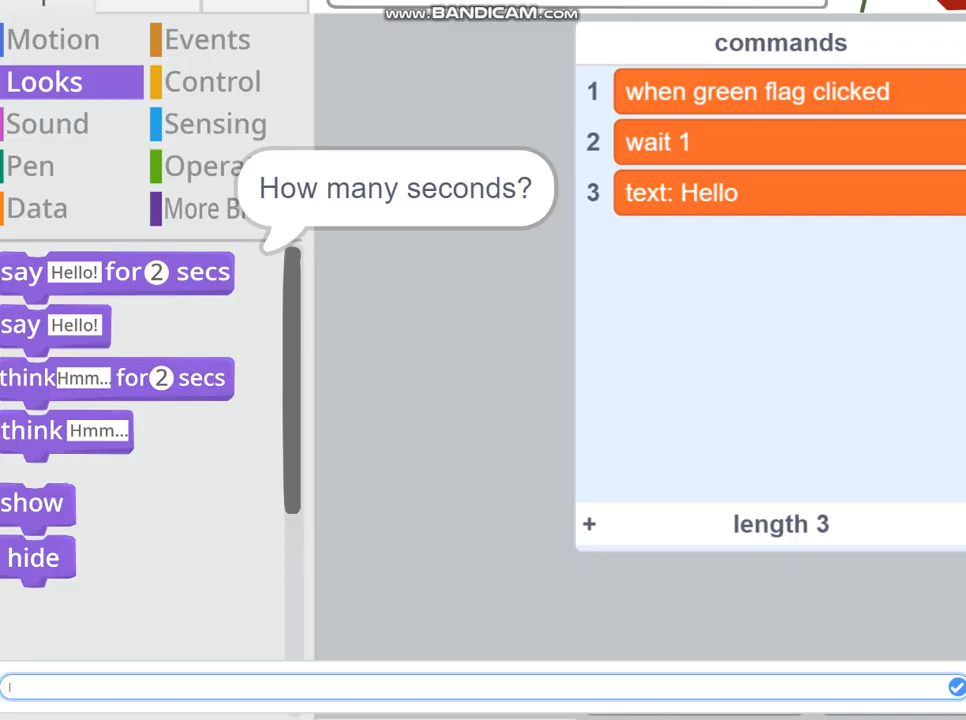 www.BANDICAM.com
Motion
Events
Looks
Control
Sound
Sensing
Pen
Opera
Data
More B
How many seconds?
say Hello! for 2 secs
say Hello!
think Hmm... for 2 secs
think Hmm...
show
hide
commands
1 when green flag clicked
2 wait 1
3 text: Hello
+ length 3